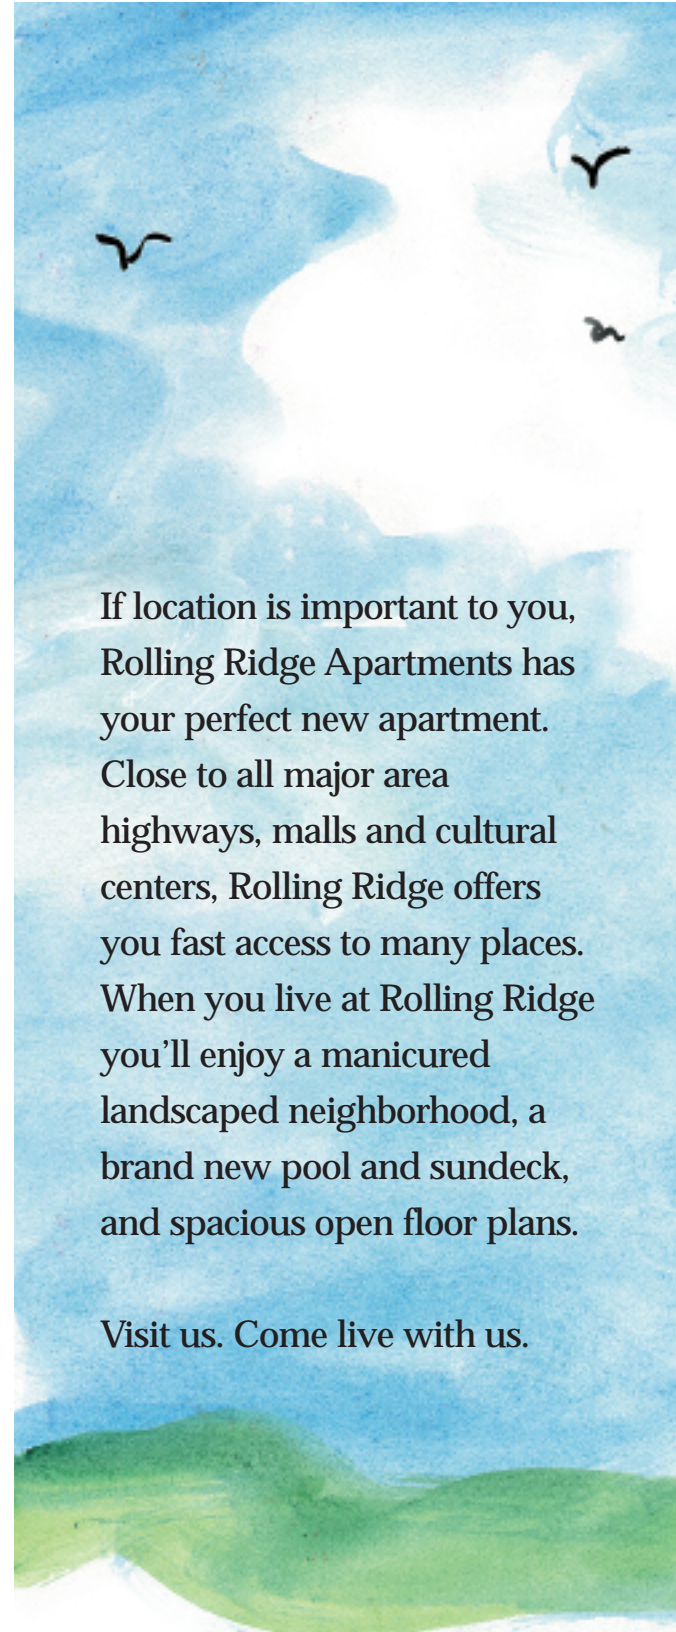 If location is important to you,
Rolling Ridge Apartments has
your perfect new apartment.
Close to all major area
highways, malls and cultural
centers, Rolling Ridge offers
you fast access to many places.
When you live at Rolling Ridge
you’ll enjoy a manicured
landscaped neighborhood, a
brand new pool and sundeck,
and spacious open floor plans.
Visit us. Come live with us.